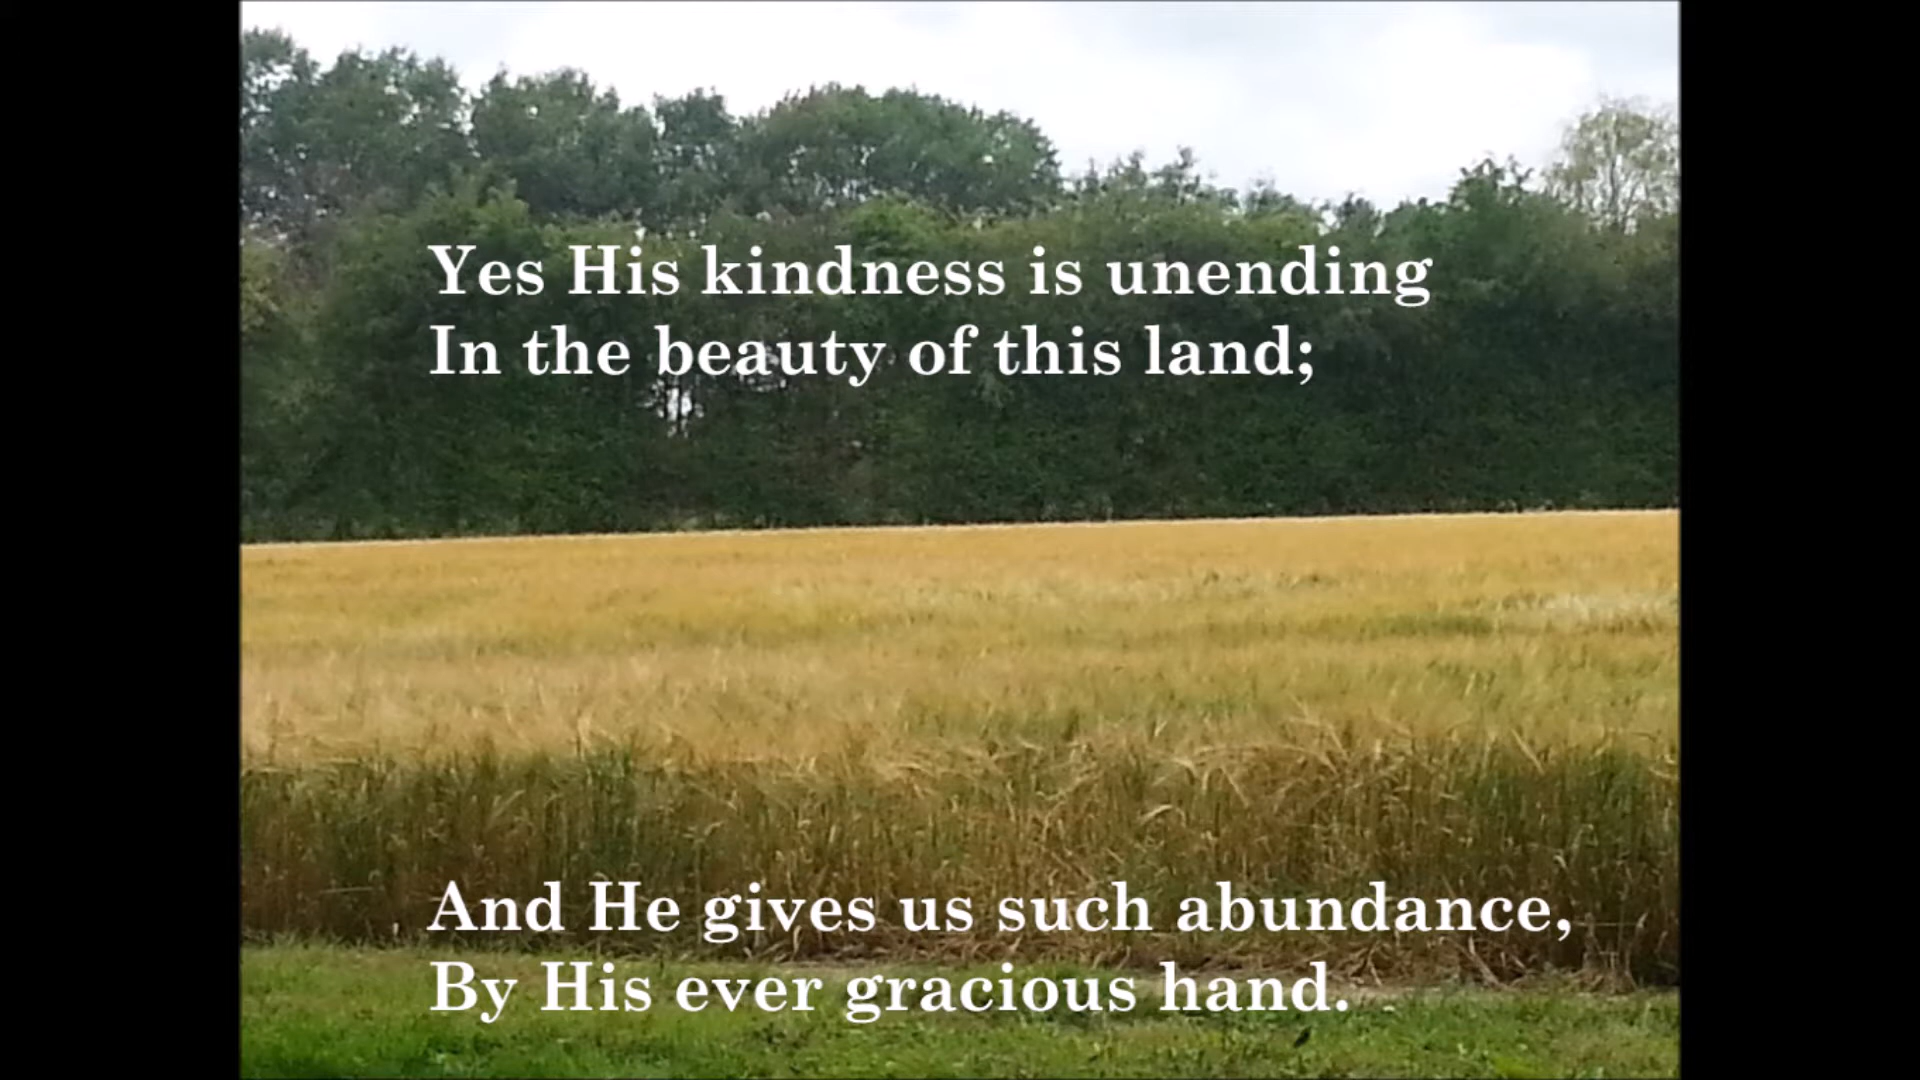 Yes His kindness is unending
In the beauty of this land;
And He gives us such abundance,
By His ever gracious hand.